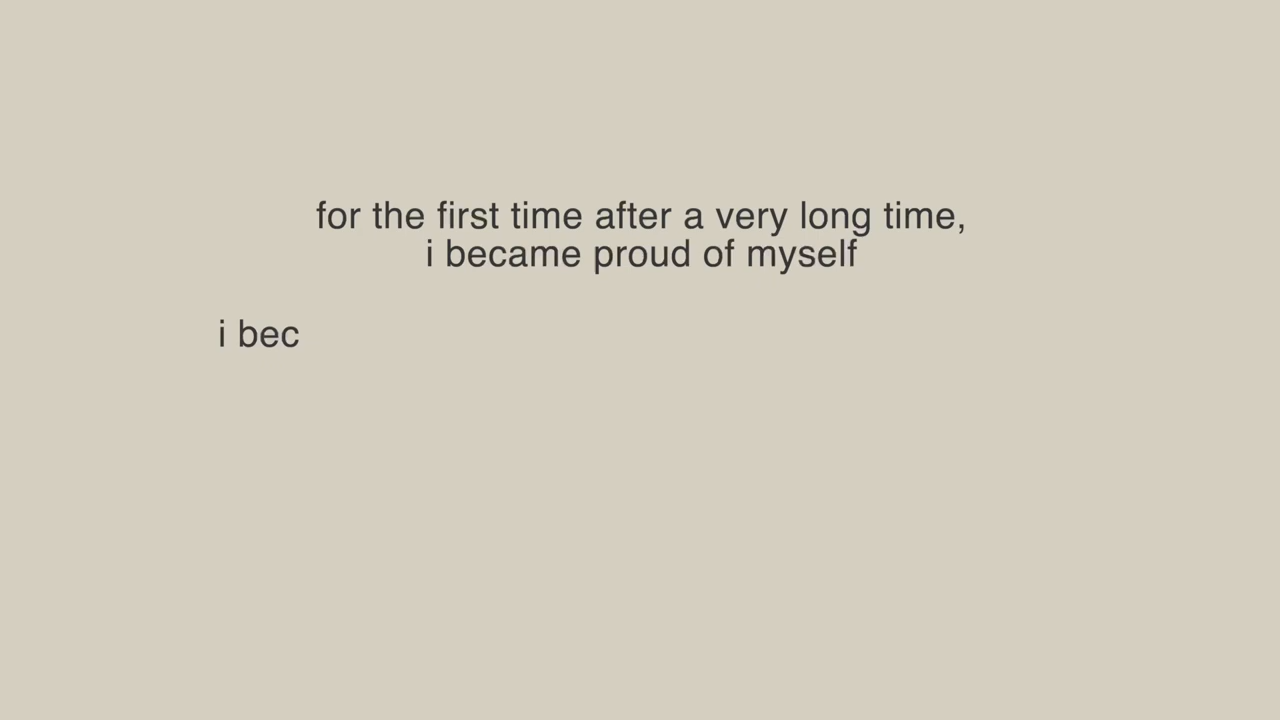 for the first time after a very long time,
i became proud of myself
i bec